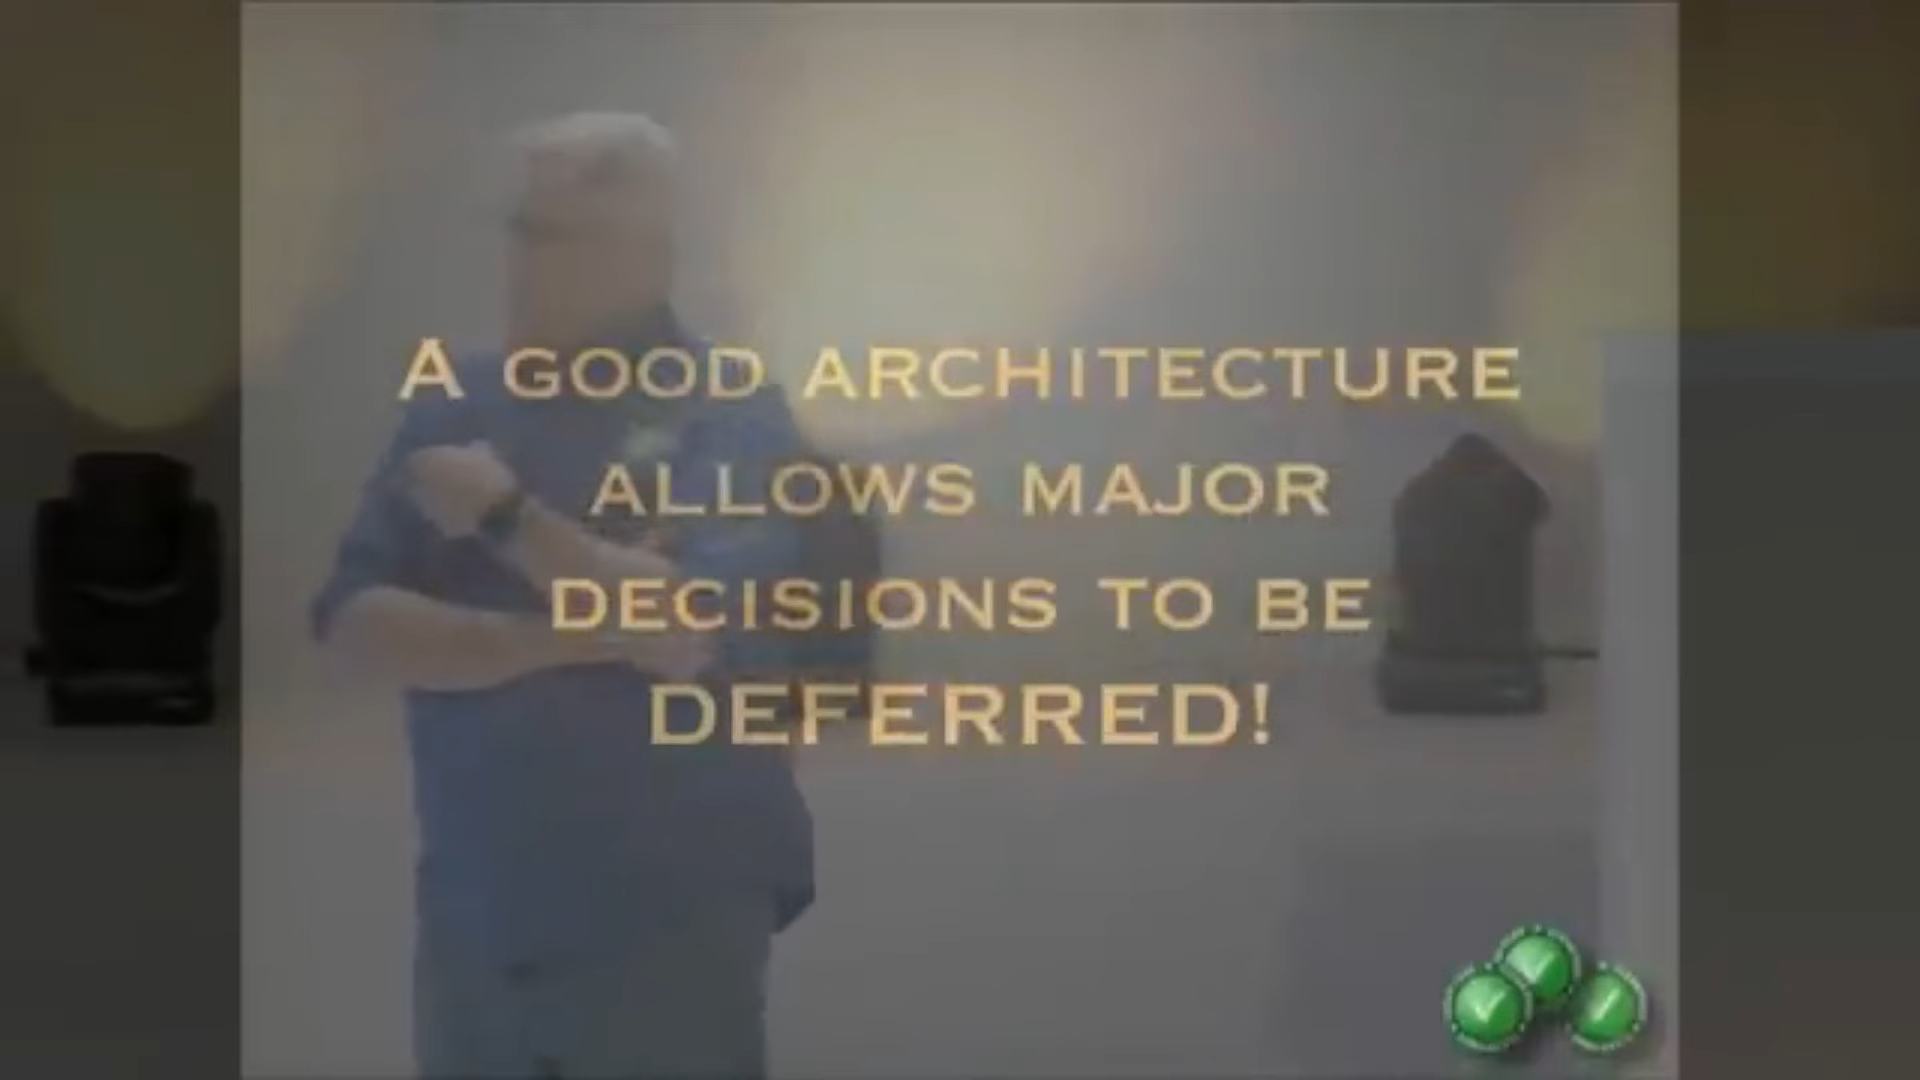 A GOOD ARCHITECTURE
ALLOWS MAJOR
DECISIONS TO BE
DEFERRED!